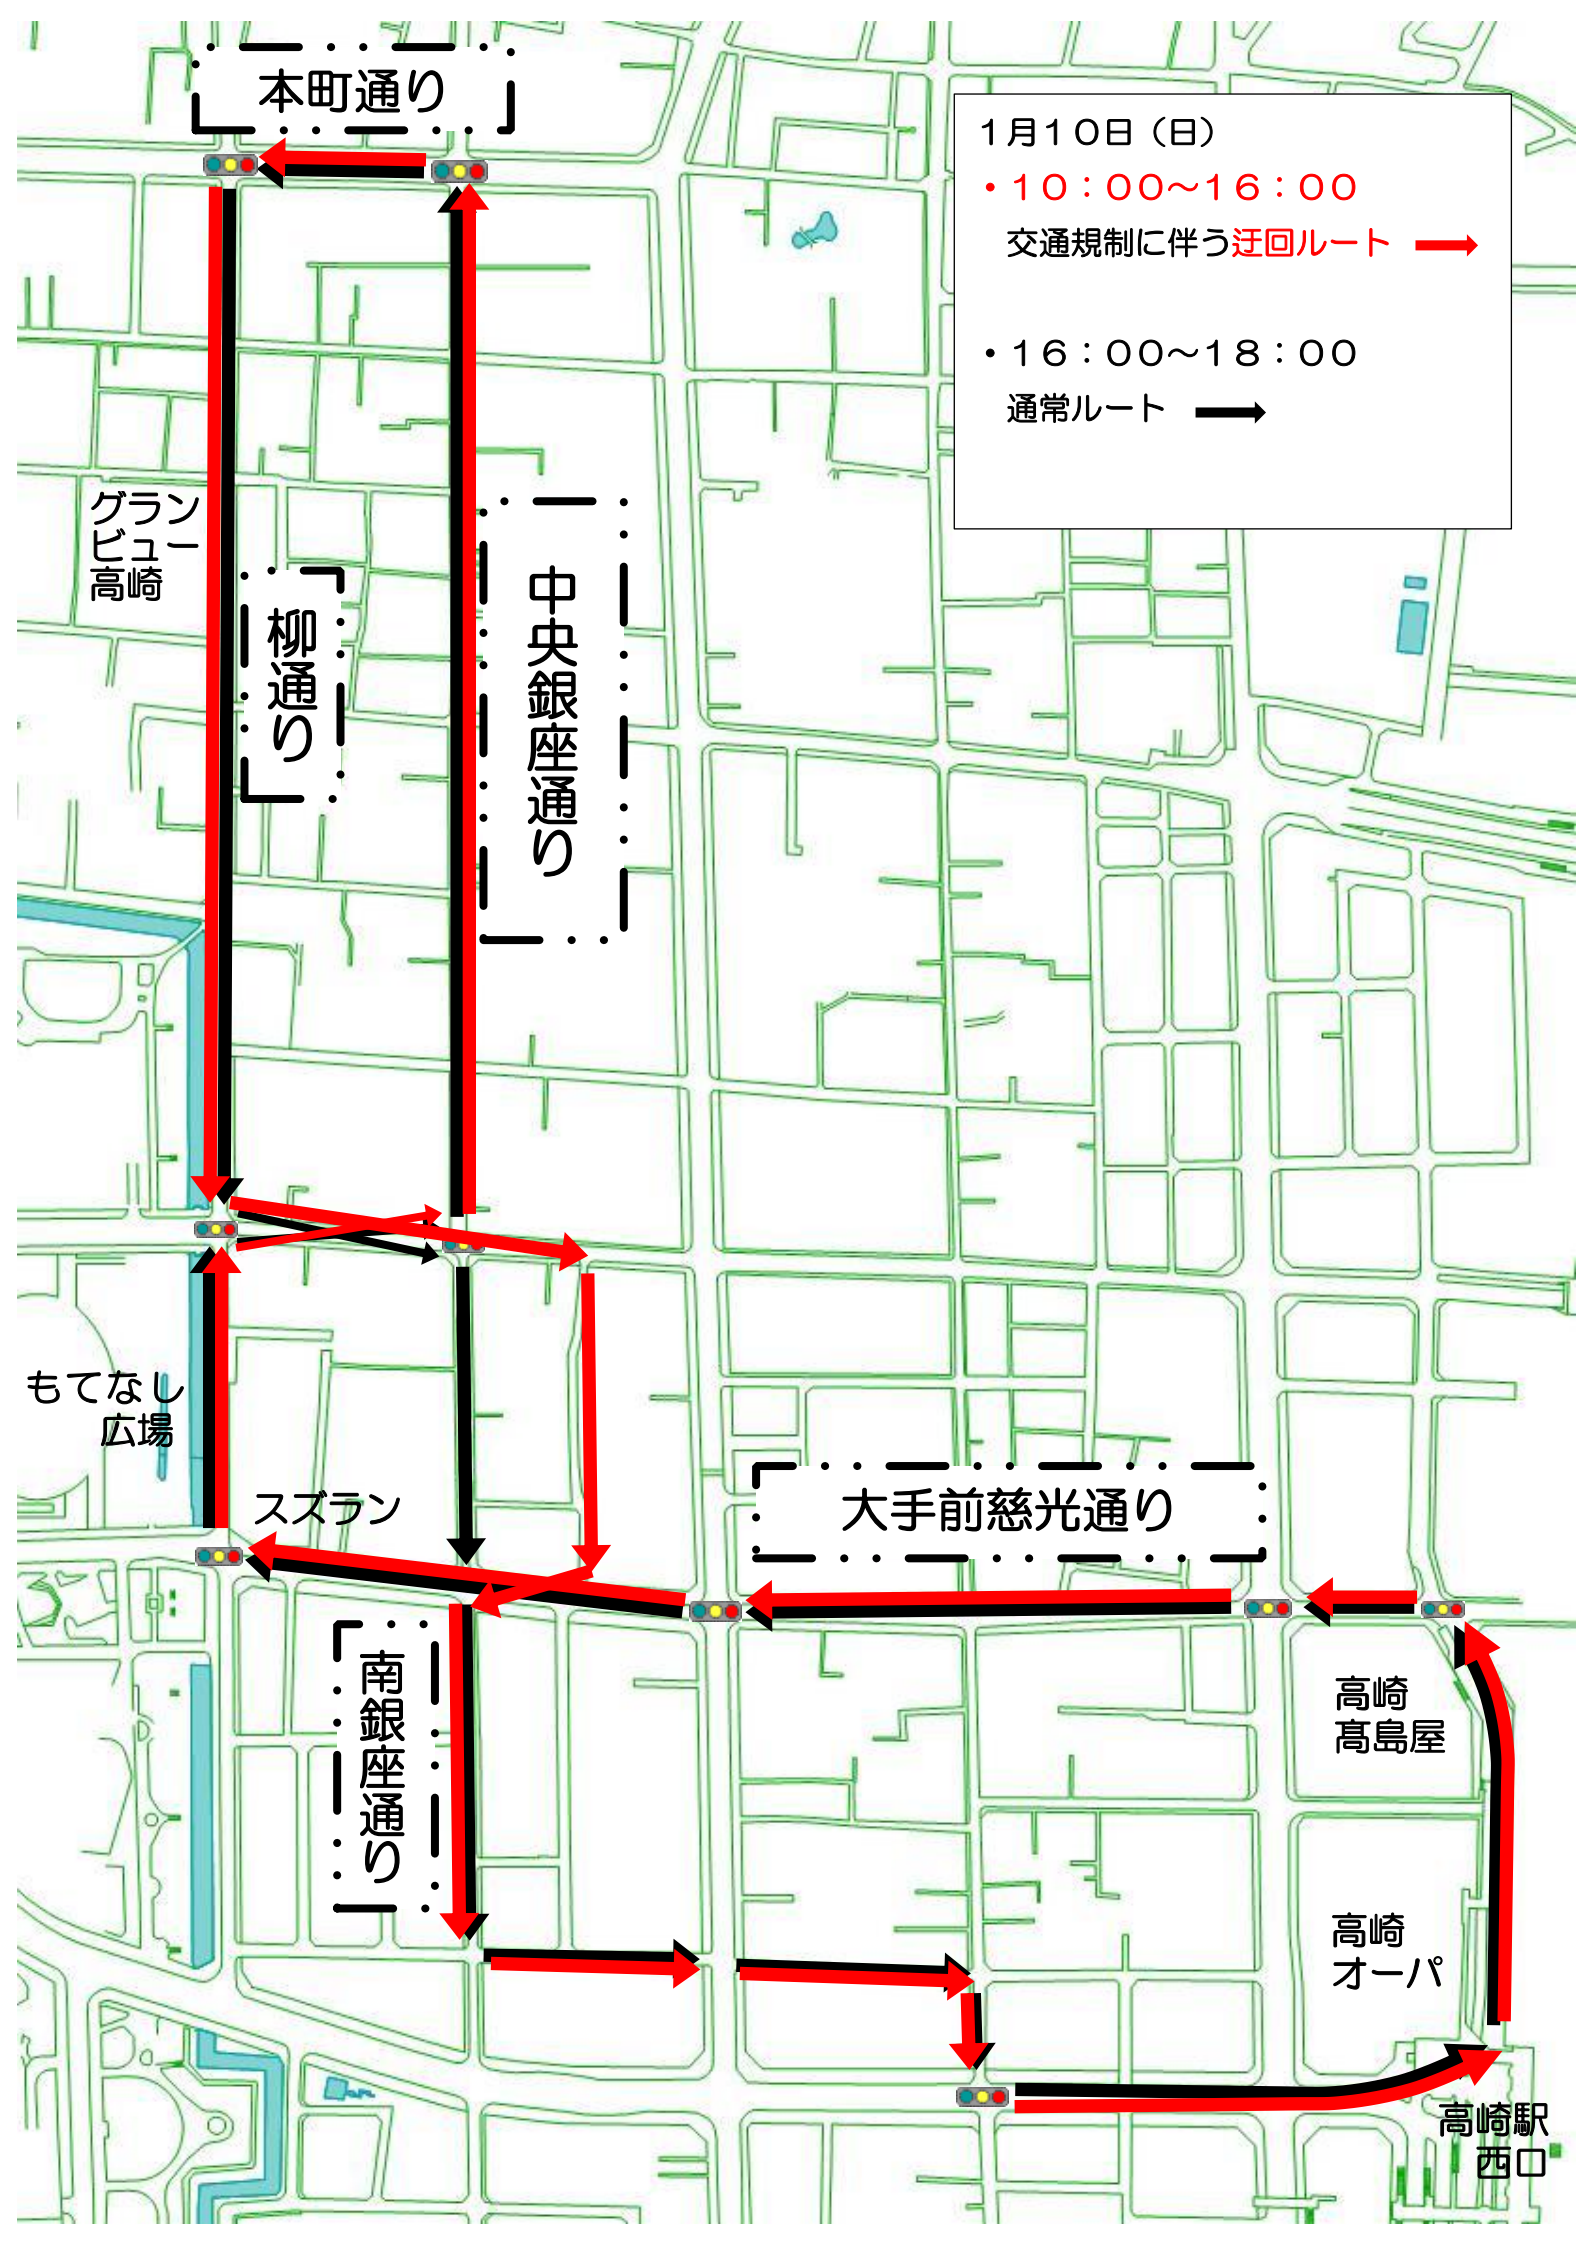 本町通り
１月１０日（日）
・１０：００～１６：００
交通規制に伴う迂回ルート
・１６：００～１８：００
通常ルート
グラン
ビュー
高崎
柳通り
中央銀座通り
もてなし
広場
スズラン
大手前慈光通り
南銀座通り
高崎
髙島屋
高崎
オーパ
高崎駅
西口